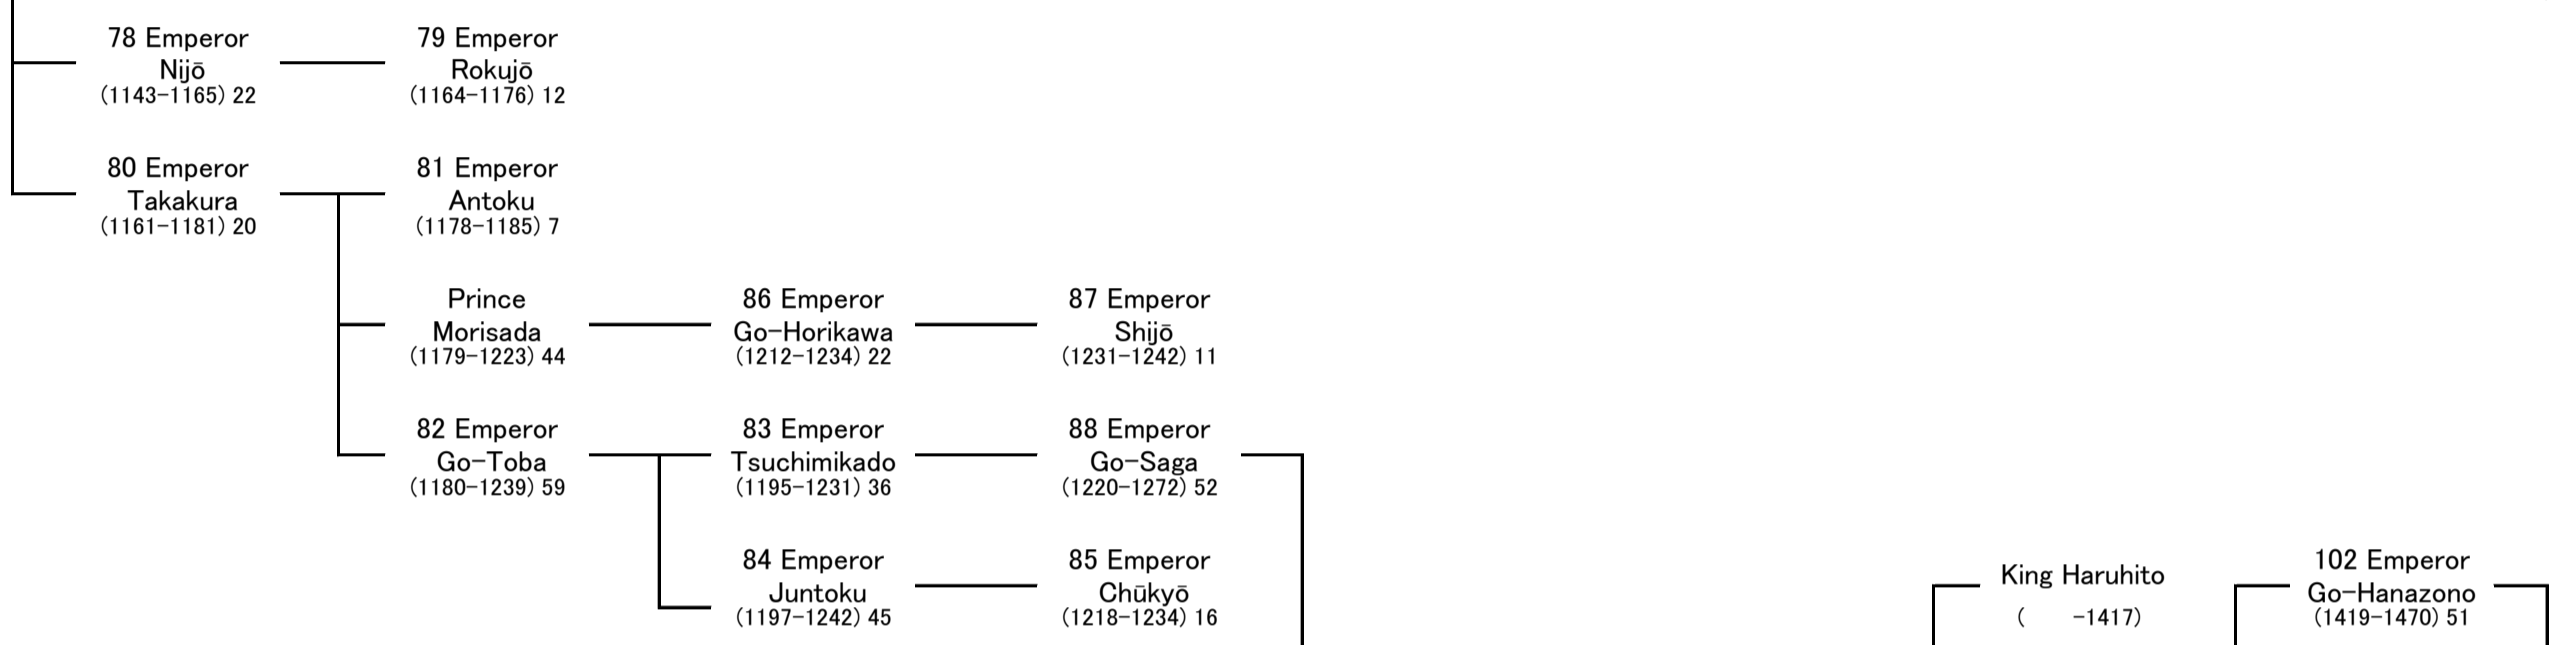 78 Emperor
Nijō
(1143-1165) 22
79 Emperor
Rokujō
(1164-1176) 12
80 Emperor
Takakura
(1161-1181) 20
81 Emperor
Antoku
(1178-1185) 7
Prince
Morisada
(1179-1223) 44
86 Emperor
Go-Horikawa
(1212-1234) 22
87 Emperor
Shijō
(1231-1242) 11
82 Emperor
Go-Toba
(1180-1239) 59
83 Emperor
Tsuchimikado
(1195-1231) 36
88 Emperor
Go-Saga
(1220-1272) 52
84 Emperor
Juntoku
(1197-1242) 45
85 Emperor
Chūkyō
(1218-1234) 16
King Haruhito
(    -1417)
102 Emperor
Go-Hanazono
(1419-1470) 51